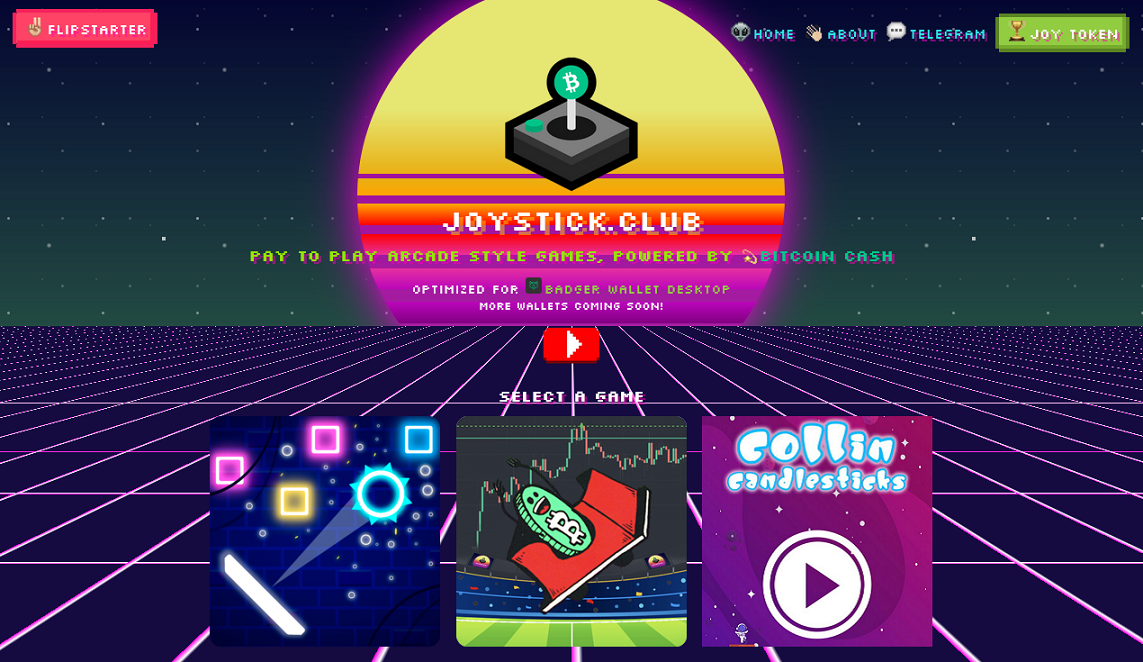 FLIPSTARTER
HOME ABOUT TELEGRAM JOY TOKEN
JOYSTICK.CLUB
PAY TO PLAY ARCADE STYLE GAMES, POWERED BY BITCOIN CASH
OPTIMIZED FOR BADGER WALLET DESKTOP
MORE WALLETS COMING SOON!
SELECT A GAME
collin
candlesticks